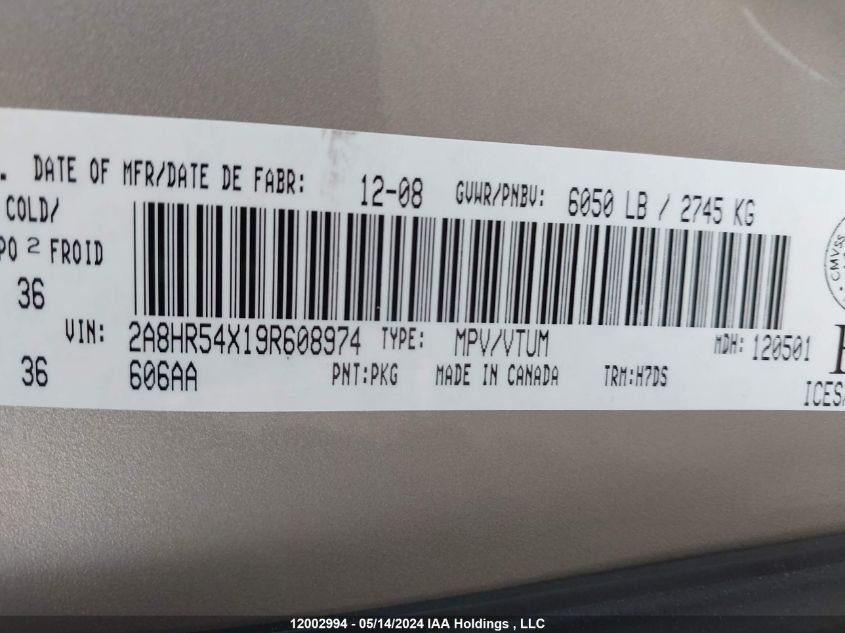 . DATE OF MFR/DATE DE FABR: 12-08 GVWR/PNBV: 6050 LB / 2745 KG
COLD/
PO 2 FROID
36
VIN: 2A8HR54X19R608974 TYPE: MPV/VTUM MDH: 120501
36 606AA PNT:PKG MADE IN CANADA TRM:H7DS
CMVSS
ICES
12002994 - 05/14/2024 IAA Holdings , LLC